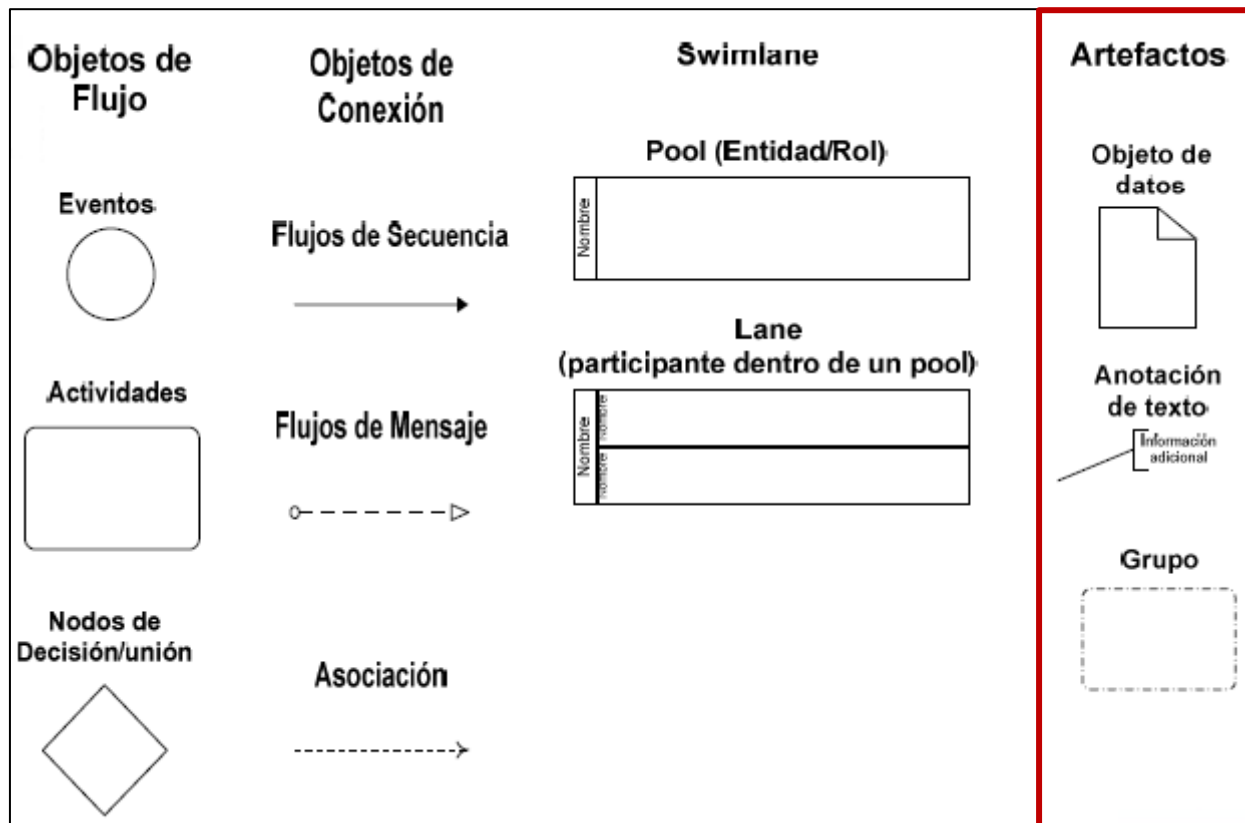 Objetos de
Flujo
Eventos
Actividades
Nodos de
Decisión/unión
Objetos de
Conexión
Flujos de Secuencia
Flujos de Mensaje
Asociación
Swimlane
Pool (Entidad/Rol)
Nombre
Lane
(participante dentro de un pool)
Nombre
Nombre
Nombre
Artefactos
Objeto de
datos
Anotación
de texto
Información
adicional
Grupo